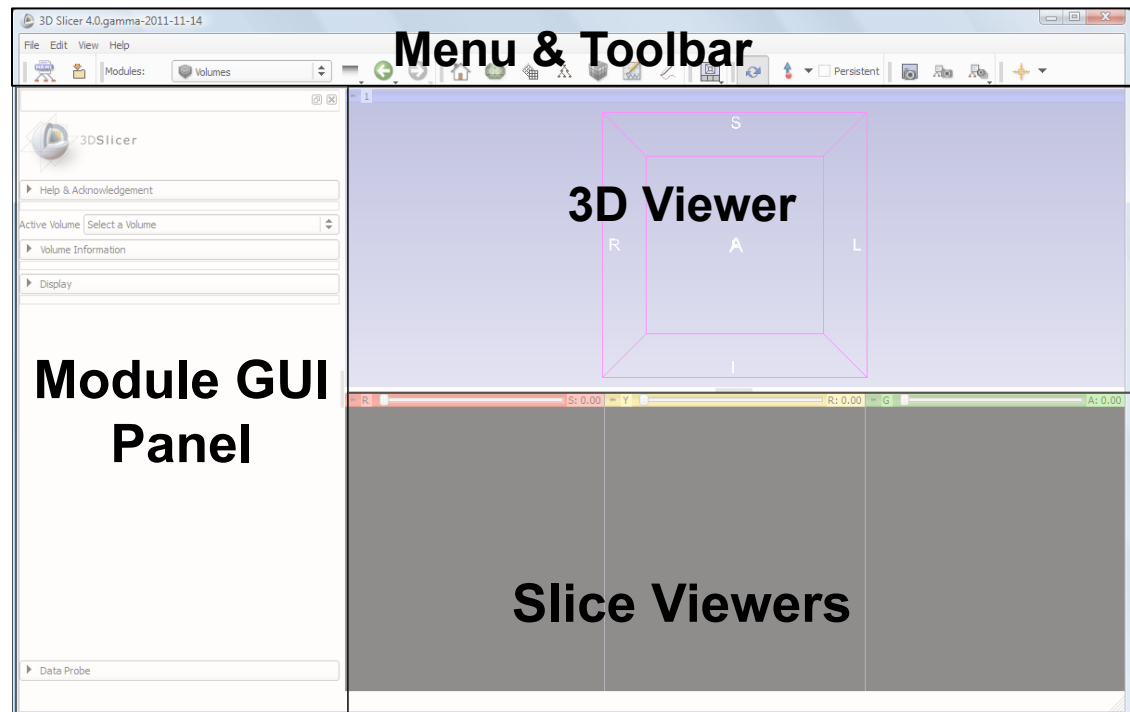 3D Slicer 4.0.gamma-2011-11-14
File Edit View Help
Menu & Toolbar
Modules: Volumes Persistent
1
3DSlicer
S
Help & Acknowledgement
3D Viewer
Active Volume Select a Volume
R A L
Volume Information
Display
I
Module GUI
Panel
R S: 0.00 Y R: 0.00 G A: 0.00
Slice Viewers
Data Probe